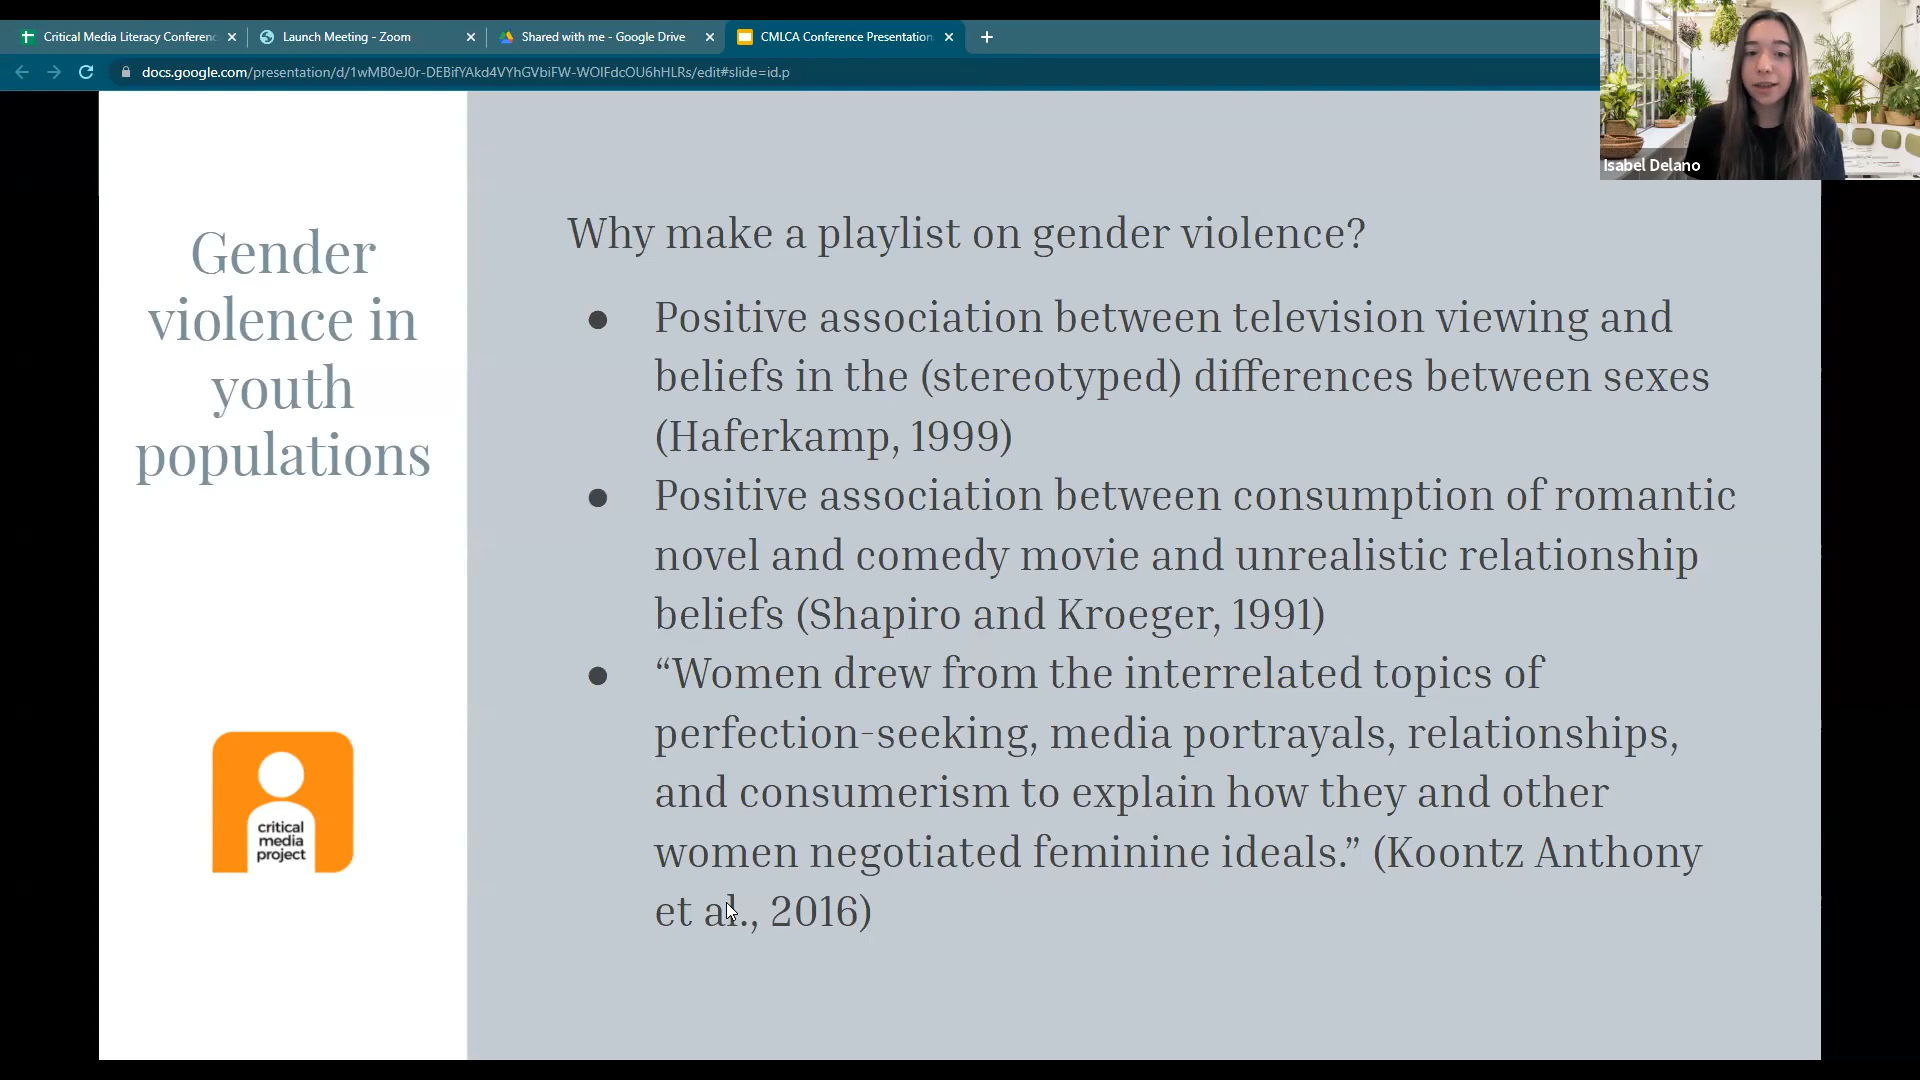 Critical Media Literacy Conferenc
Launch Meeting - Zoom
Shared with me - Google Drive
CMLCA Conference Presentation
docs.google.com/presentation/d/1wMB0eJ0r-DEBifYAkd4VYhGVbiFW-WOlFdcOU6hHLRs/edit#slide=id.p
Isabel Delano
Gender
violence in
youth
populations
critical
media
project
Why make a playlist on gender violence?
● Positive association between television viewing and
beliefs in the (stereotyped) differences between sexes
(Haferkamp, 1999)
● Positive association between consumption of romantic
novel and comedy movie and unrealistic relationship
beliefs (Shapiro and Kroeger, 1991)
● “Women drew from the interrelated topics of
perfection-seeking, media portrayals, relationships,
and consumerism to explain how they and other
women negotiated feminine ideals.” (Koontz Anthony
et al., 2016)